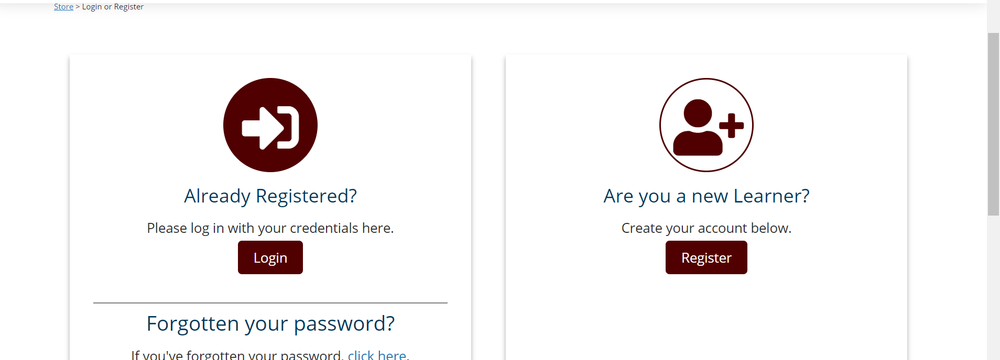 Store > Login or Register
Already Registered?
Please log in with your credentials here.
Login
Forgotten your password?
If you've forgotten your password, click here.
Are you a new Learner?
Create your account below.
Register